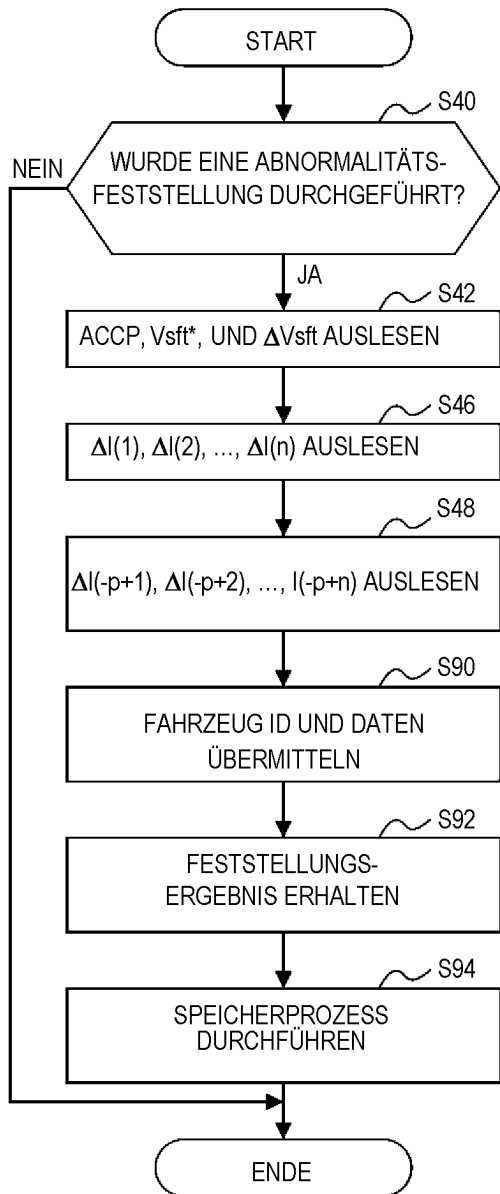 START
S40
NEIN
WURDE EINE ABNORMALITÄTS-
FESTSTELLUNG DURCHGEFÜHRT?
JA
S42
ACCP, Vsft*, UND ΔVsft AUSLESEN
S46
ΔI(1), ΔI(2), ..., ΔI(n) AUSLESEN
S48
ΔI(-p+1), ΔI(-p+2), ..., I(-p+n) AUSLESEN
S90
FAHRZEUG ID UND DATEN
ÜBERMITTELN
S92
FESTSTELLUNGS-
ERGEBNIS ERHALTEN
S94
SPEICHERPROZESS
DURCHFÜHREN
ENDE